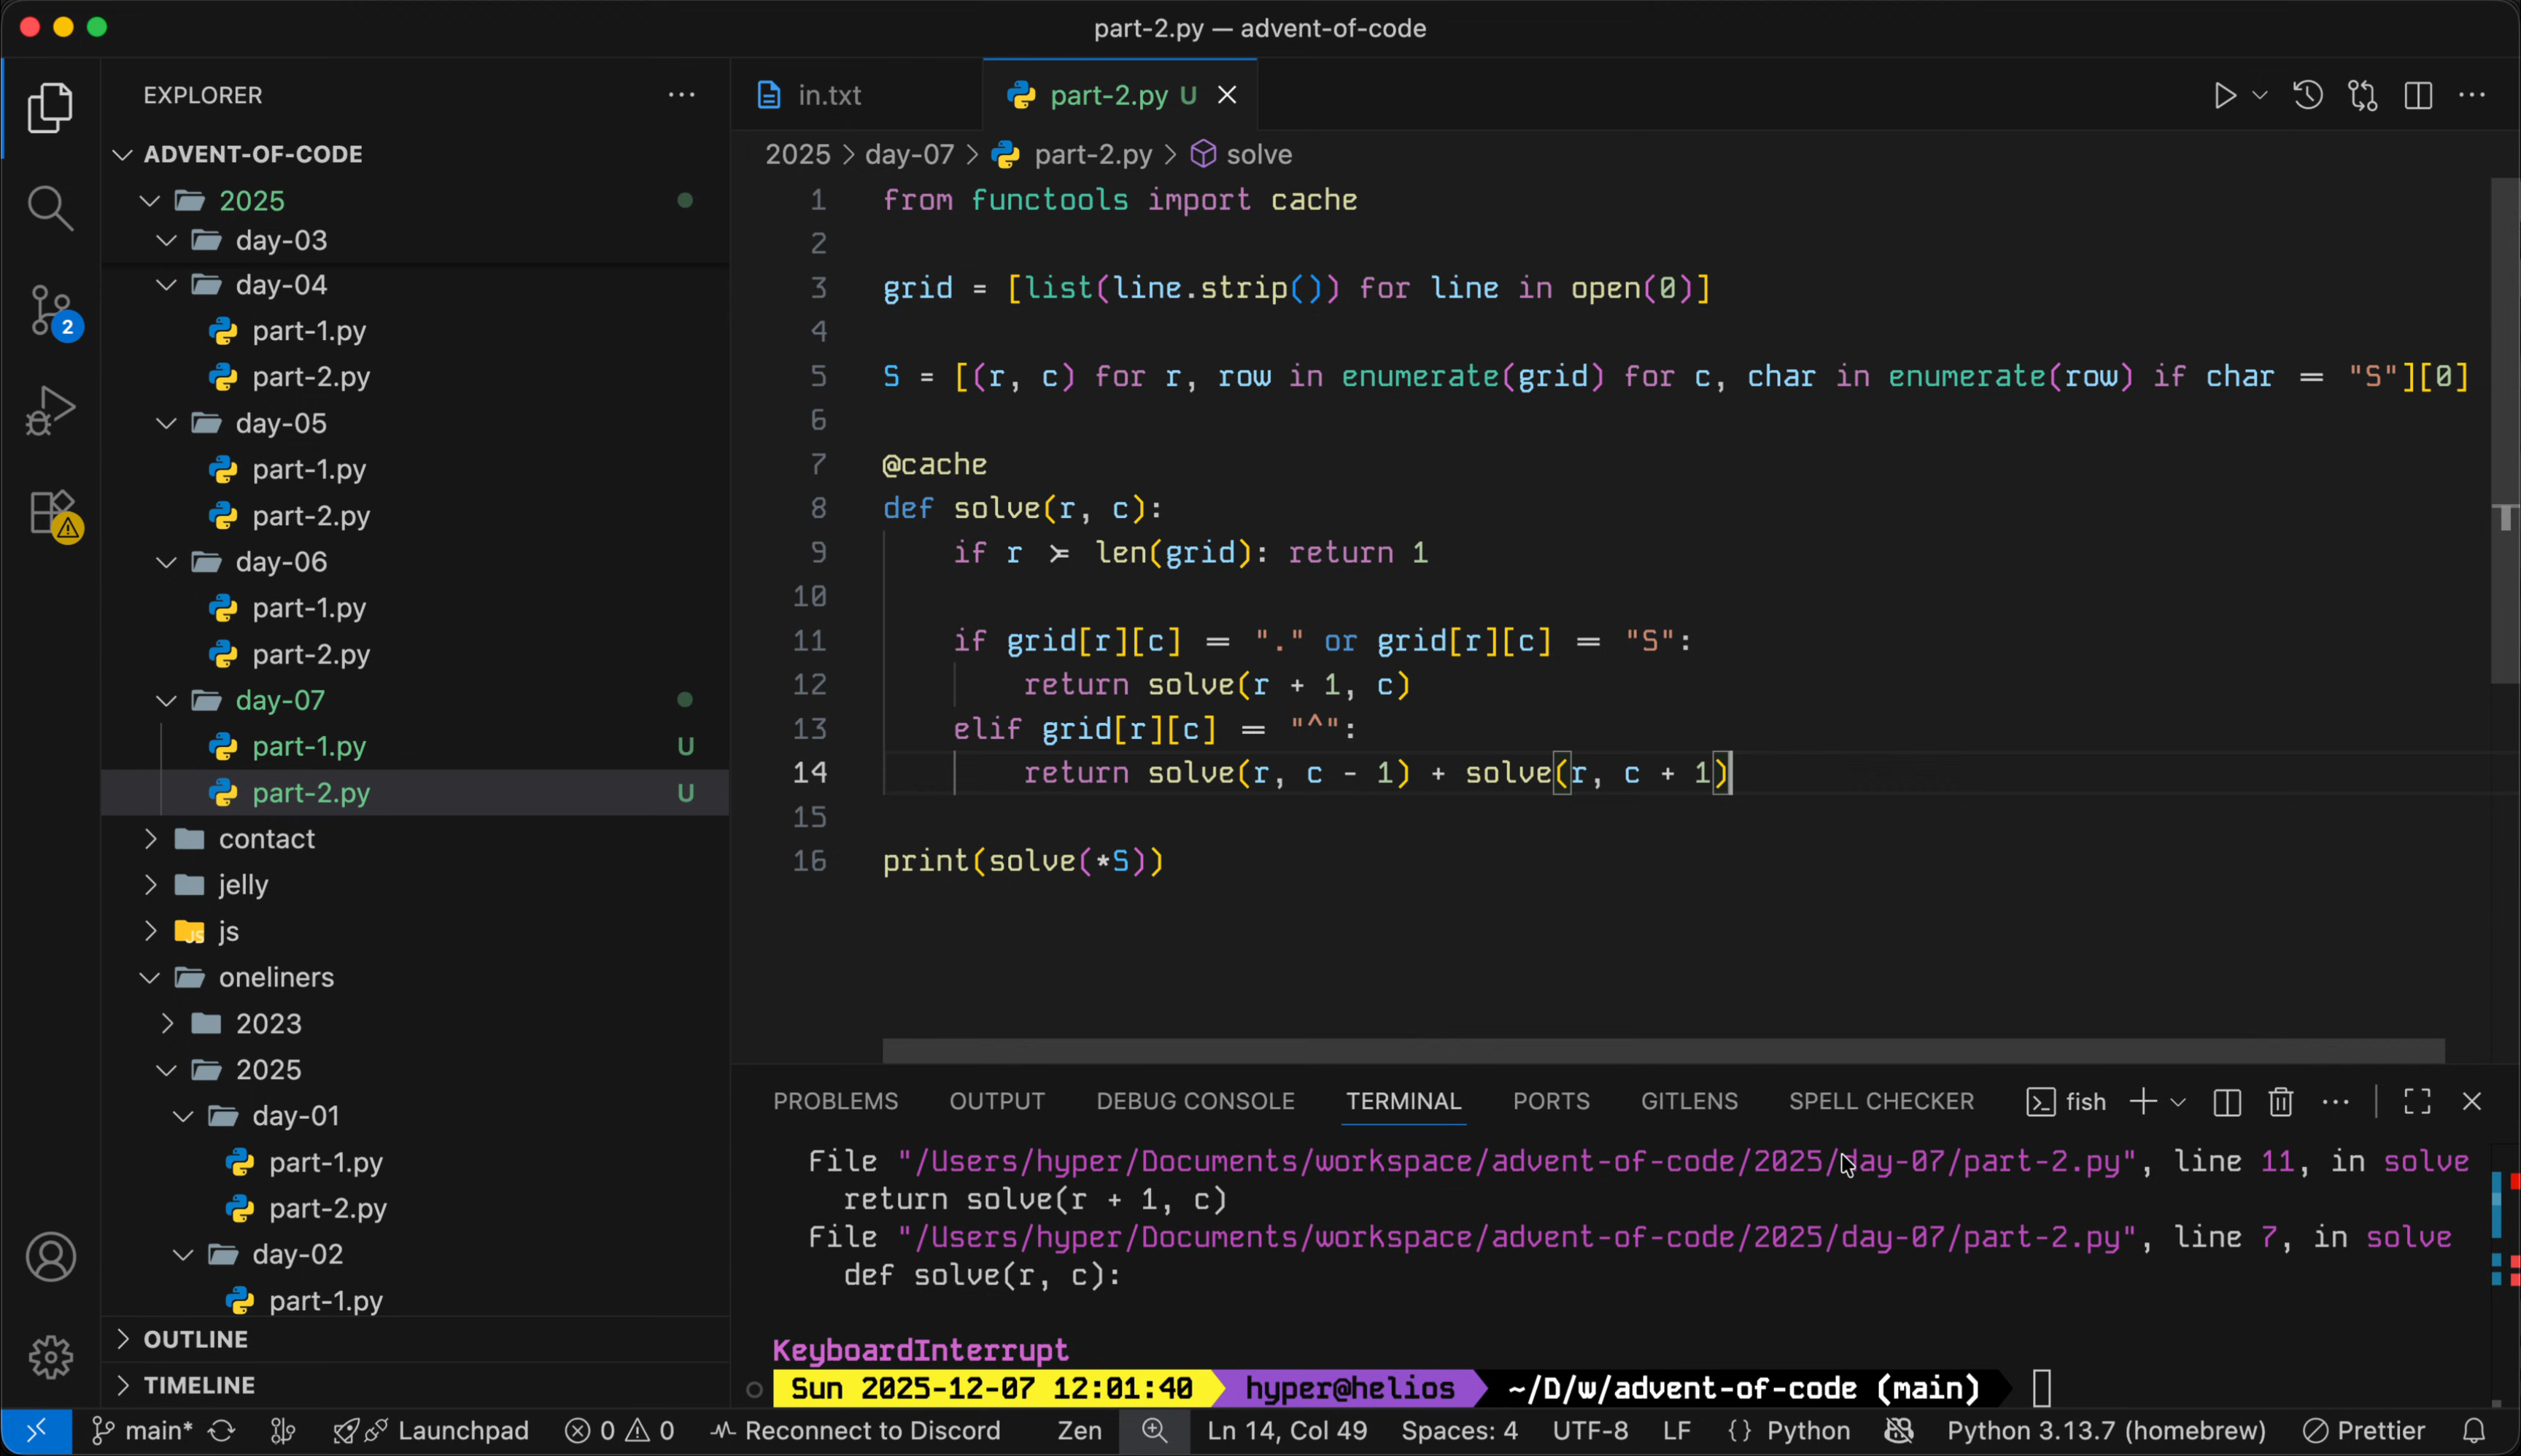 part-2.py — advent-of-code
EXPLORER
ADVENT-OF-CODE
2025
day-03
day-04
part-1.py
part-2.py
day-05
part-1.py
part-2.py
day-06
part-1.py
part-2.py
day-07
part-1.py U
part-2.py U
contact
jelly
js
oneliners
2023
2025
day-01
part-1.py
part-2.py
day-02
part-1.py
OUTLINE
TIMELINE
2
in.txt
part-2.py U
2025 > day-07 > part-2.py > solve
1 from functools import cache
2
3 grid = [list(line.strip()) for line in open(0)]
4
5 S = [(r, c) for r, row in enumerate(grid) for c, char in enumerate(row) if char == "S"][0]
6
7 @cache
8 def solve(r, c):
9 if r >= len(grid): return 1
10
11 if grid[r][c] == "." or grid[r][c] == "S":
12 return solve(r + 1, c)
13 elif grid[r][c] == "^":
14 return solve(r, c - 1) + solve(r, c + 1)
15
16 print(solve(*S))
PROBLEMS OUTPUT DEBUG CONSOLE TERMINAL PORTS GITLENS SPELL CHECKER fish
File "/Users/hyper/Documents/workspace/advent-of-code/2025/day-07/part-2.py", line 11, in solve
return solve(r + 1, c)
File "/Users/hyper/Documents/workspace/advent-of-code/2025/day-07/part-2.py", line 7, in solve
def solve(r, c):
KeyboardInterrupt
Sun 2025-12-07 12:01:40 hyper@helios ~/D/w/advent-of-code (main)
main* Launchpad 0 0 Reconnect to Discord Zen Ln 14, Col 49 Spaces: 4 UTF-8 LF {} Python Python 3.13.7 (homebrew) Prettier